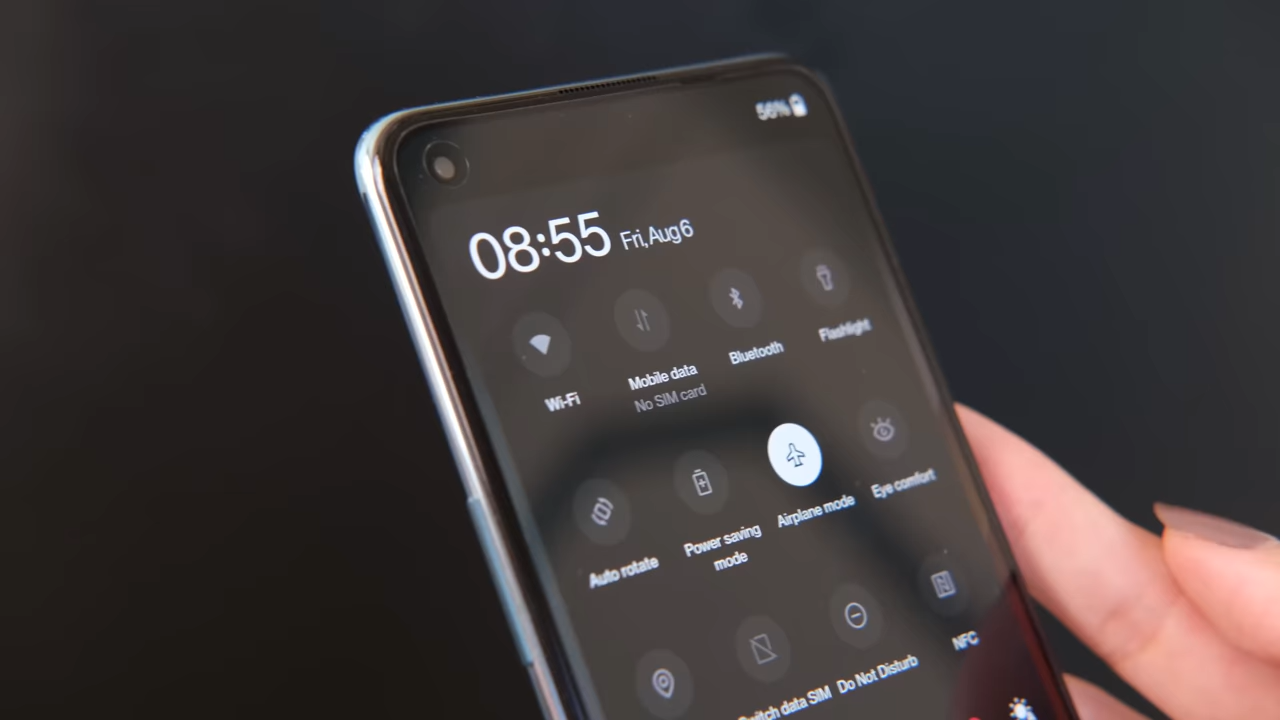 56%
08:55 Fri, Aug 6
Wi-Fi
Mobile data
No SIM card
Bluetooth
Flashlight
Auto rotate
Power saving
mode
Airplane mode
Eye comfort
data SIM
Do Not Disturb
NFC